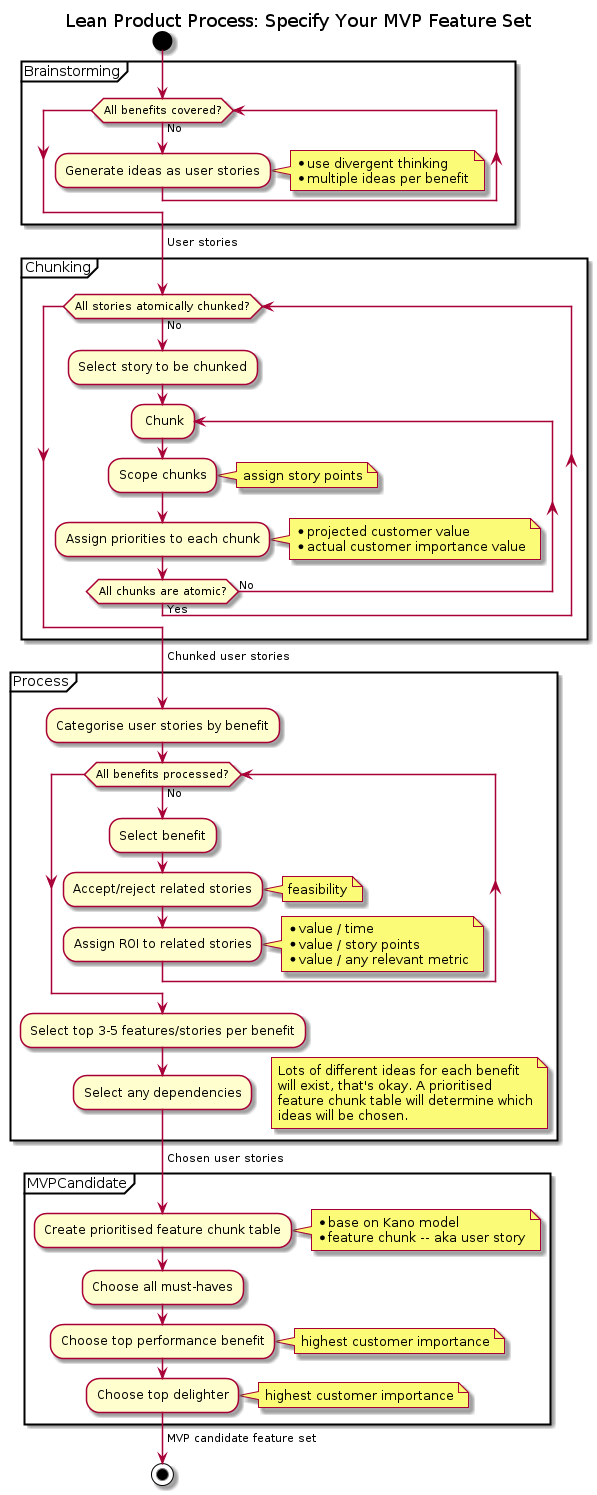 Lean Product Process: Specify Your MVP Feature Set
Brainstorming
All benefits covered?
No
Generate ideas as user stories
• use divergent thinking
• multiple ideas per benefit
User stories
Chunking
All stories atomically chunked?
No
Select story to be chunked
Chunk
Scope chunks
assign story points
Assign priorities to each chunk
• projected customer value
• actual customer importance value
All chunks are atomic?
No
Yes
Chunked user stories
Process
Categorise user stories by benefit
All benefits processed?
No
Select benefit
Accept/reject related stories
feasibility
Assign ROI to related stories
• value / time
• value / story points
• value / any relevant metric
Select top 3-5 features/stories per benefit
Select any dependencies
Lots of different ideas for each benefit
will exist, that's okay. A prioritised
feature chunk table will determine which
ideas will be chosen.
Chosen user stories
MVPCandidate
Create prioritised feature chunk table
• base on Kano model
• feature chunk -- aka user story
Choose all must-haves
Choose top performance benefit
highest customer importance
Choose top delighter
highest customer importance
MVP candidate feature set